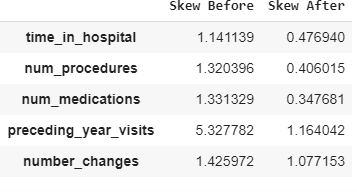 Skew Before Skew After
time_in_hospital 1.141139 0.476940
num_procedures 1.320396 0.406015
num_medications 1.331329 0.347681
preceding_year_visits 5.327782 1.164042
number_changes 1.425972 1.077153